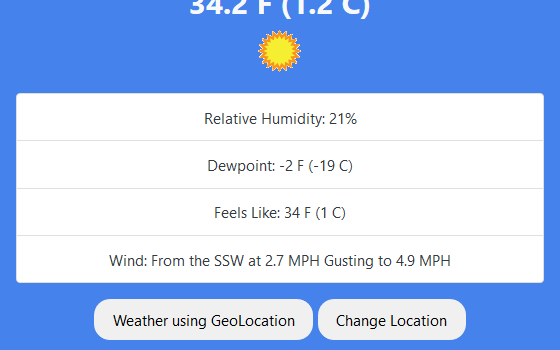 34.2 F (1.2 C)
Relative Humidity: 21%
Dewpoint: -2 F (-19 C)
Feels Like: 34 F (1 C)
Wind: From the SSW at 2.7 MPH Gusting to 4.9 MPH
Weather using GeoLocation
Change Location